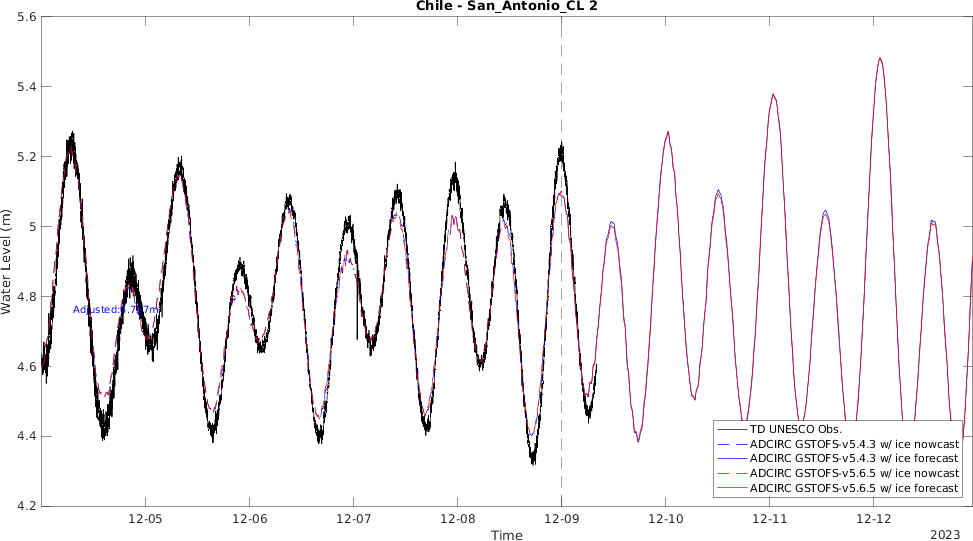 Chile - San_Antonio_CL 2
5.6
5.4
5.2
5
4.8
4.6
4.4
4.2
Water Level (m)
12-05
12-06
12-07
12-08
12-09
12-10
12-11
12-12
Time
2023
TD UNESCO Obs.
ADCIRC GSTOFS-v5.4.3 w/ ice nowcast
ADCIRC GSTOFS-v5.4.3 w/ ice forecast
ADCIRC GSTOFS-v5.6.5 w/ ice nowcast
ADCIRC GSTOFS-v5.6.5 w/ ice forecast